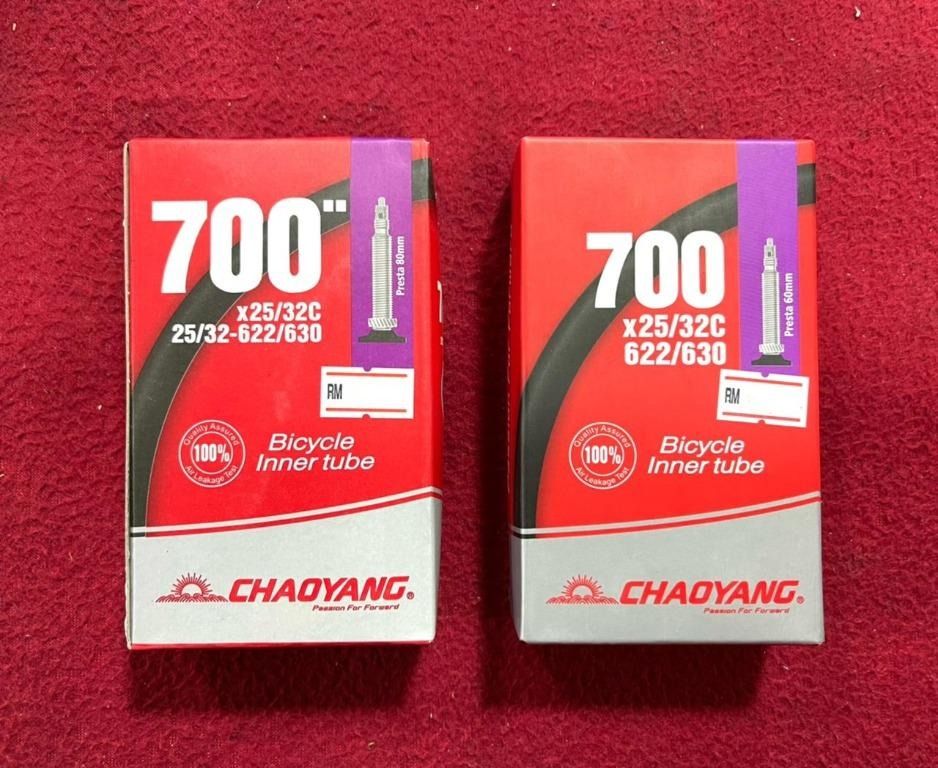 700"
x25/32C
25/32-622/630
Presta 80mm
RM
Quality Assured
100%
Air Leakage Test
Bicycle
Inner tube
CHAOYANG®
Passion For Forward
700
x25/32C
622/630
Presta 60mm
RM
Quality Assured
100%
Air Leakage Test
Bicycle
Inner tube
CHAOYANG®
Passion For Forward